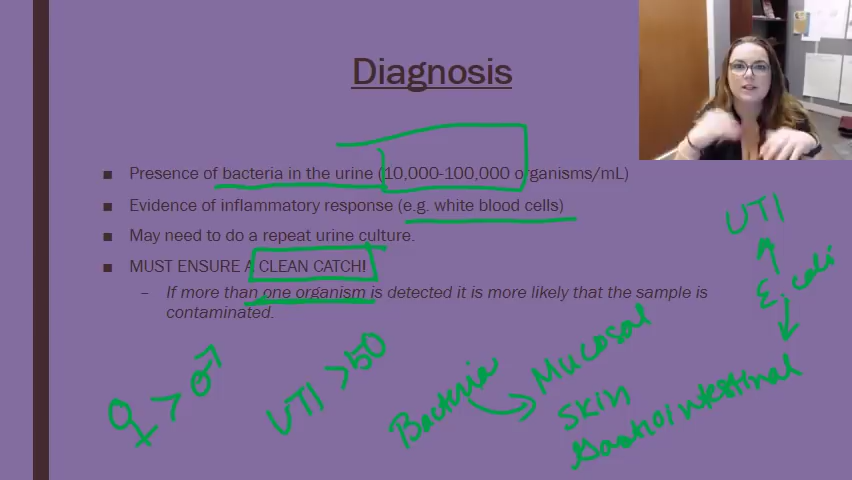 Diagnosis
Presence of bacteria in the urine (10,000-100,000 organisms/mL)
Evidence of inflammatory response (e.g. white blood cells)
May need to do a repeat urine culture.
MUST ENSURE A CLEAN CATCH!
– If more than one organism is detected it is more likely that the sample is
contaminated.
UTI
E. coli
♀ > ♂
UTI > 50
Bacteria
Mucosal
Skin
Gastrointestinal